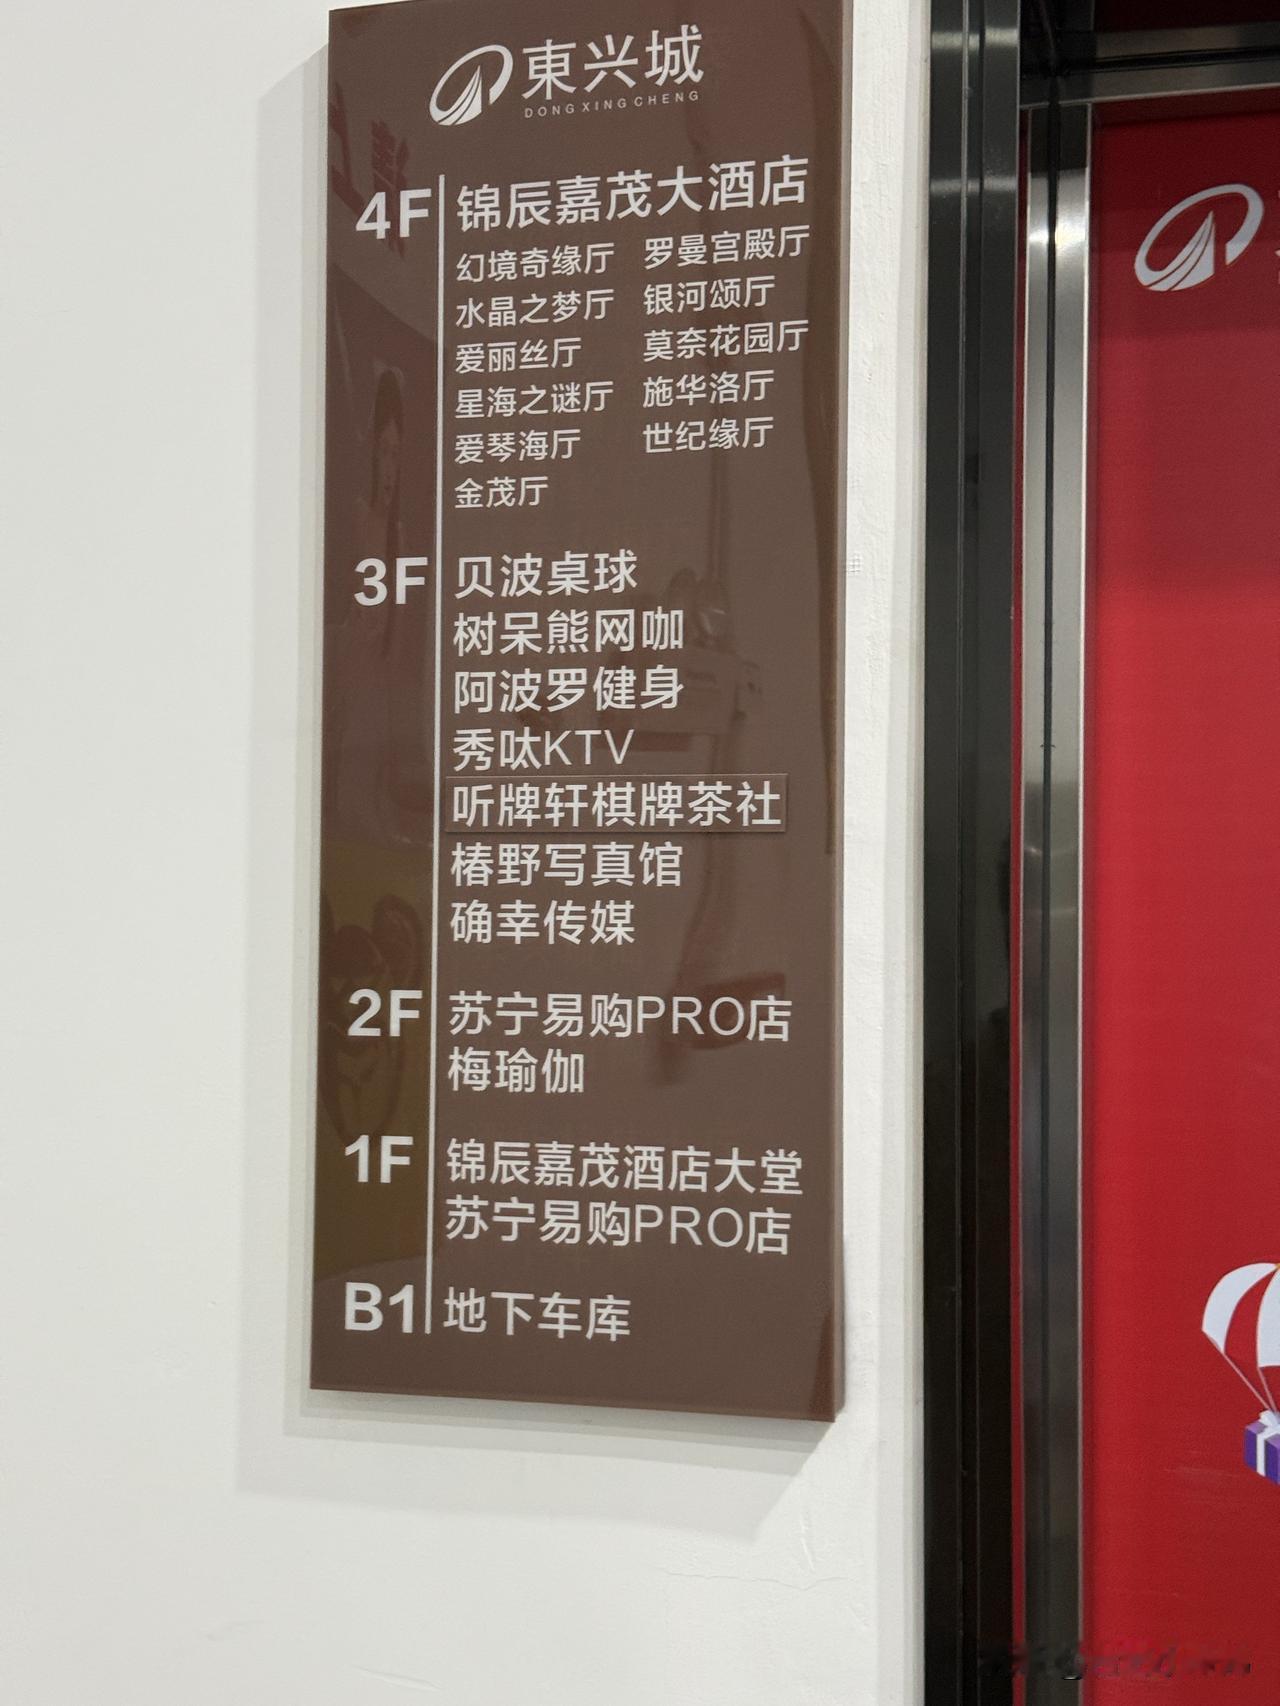 東兴城
DONGXINGCHENG
4F 锦辰嘉茂大酒店
幻境奇缘厅 罗曼宫殿厅
水晶之梦厅 银河颂厅
爱丽丝厅 莫奈花园厅
星海之谜厅 施华洛厅
爱琴海厅 世纪缘厅
金茂厅
3F 贝波桌球
树呆熊网咖
阿波罗健身
秀呔KTV
听牌轩棋牌茶社
椿野写真馆
确幸传媒
2F 苏宁易购PRO店
梅瑜伽
1F 锦辰嘉茂酒店大堂
苏宁易购PRO店
B1 地下车库